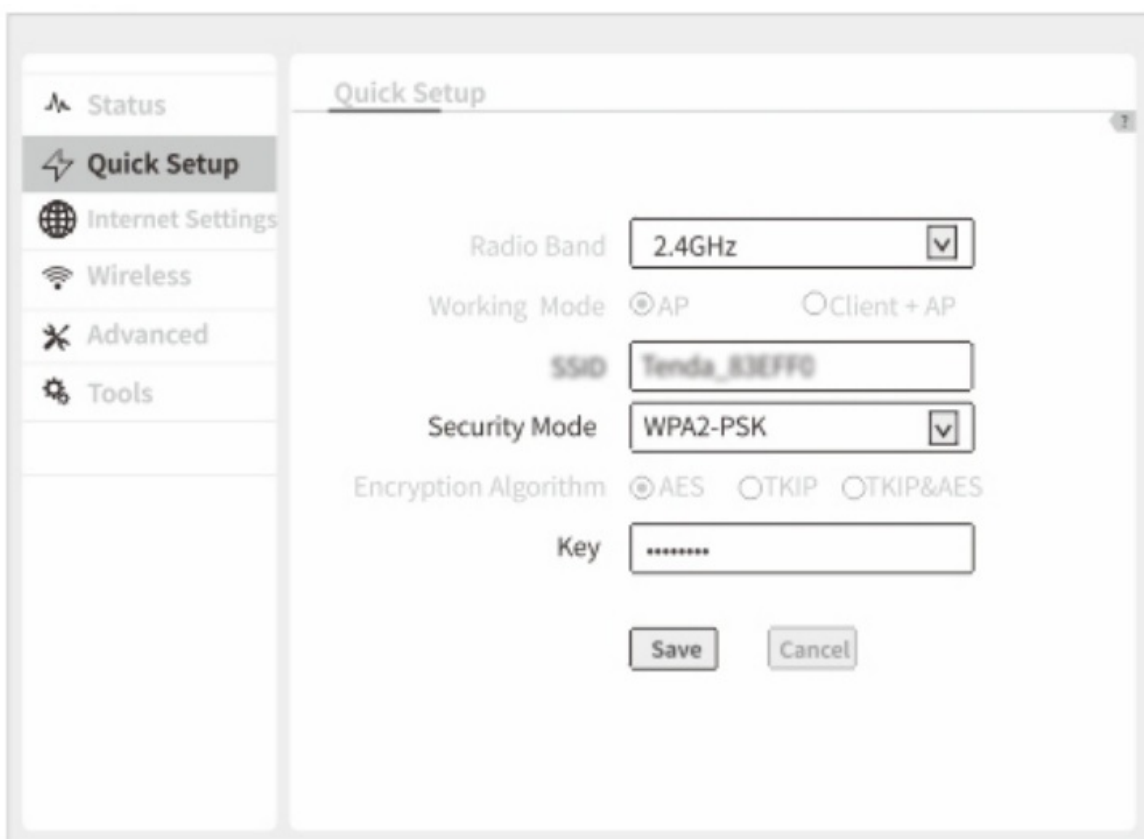 Status
Quick Setup
Internet Settings
Wireless
Advanced
Tools
Quick Setup
?
Radio Band 2.4GHz
Working Mode AP Client + AP
SSID Tenda_83EFF0
Security Mode WPA2-PSK
Encryption Algorithm AES TKIP TKIP&AES
Key ••••••••
Save Cancel